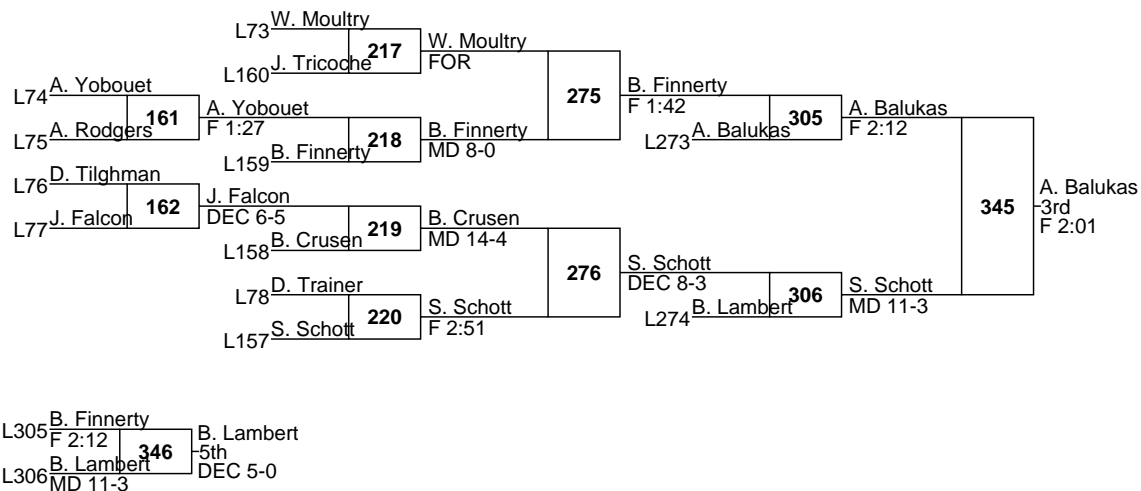 L73 W. Moultry
217
W. Moultry
FOR
L160 J. Tricoche
275
B. Finnerty
F 1:42
L74 A. Yobouet
161
A. Yobouet
F 1:27
L75 A. Rodgers
218
B. Finnerty
MD 8-0
L159 B. Finnerty
305
A. Balukas
F 2:12
L273 A. Balukas
L76 D. Tilghman
162
J. Falcon
DEC 6-5
L77 J. Falcon
219
B. Crusen
MD 14-4
L158 B. Crusen
345
A. Balukas
3rd
F 2:01
276
S. Schott
DEC 8-3
L78 D. Trainer
220
S. Schott
F 2:51
L157 S. Schott
306
S. Schott
MD 11-3
L274 B. Lambert
L305 B. Finnerty
F 2:12
346
B. Lambert
5th
DEC 5-0
L306 B. Lambert
MD 11-3